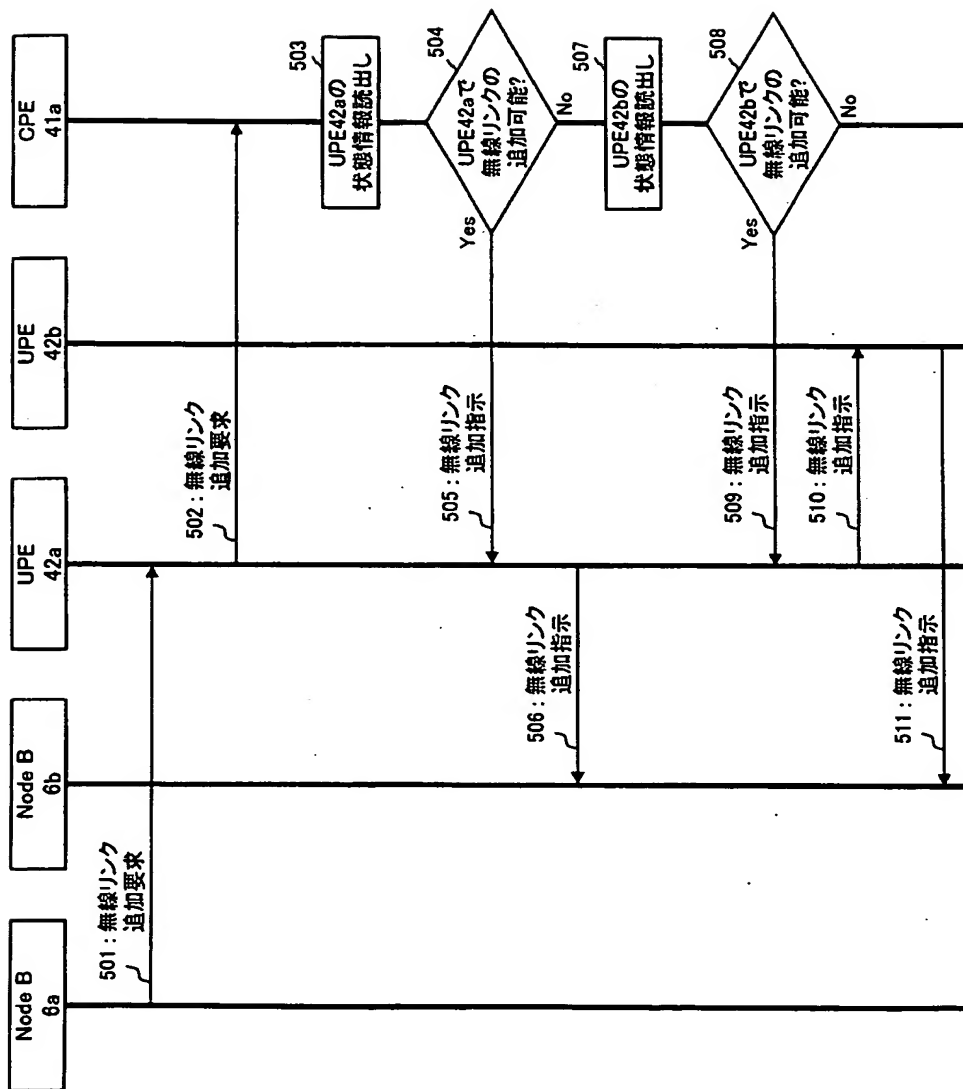 Node B
6a
Node B
6b
UPE
42a
UPE
42b
CPE
41a
501：無線リンク
追加要求
502：無線リンク
追加要求
503
UPE42aの
状態情報読出し
504
UPE42aで
無線リンクの
追加可能?
Yes
No
505：無線リンク
追加指示
506：無線リンク
追加指示
507
UPE42bの
状態情報読出し
508
UPE42bで
無線リンクの
追加可能?
Yes
No
509：無線リンク
追加指示
510：無線リンク
追加指示
511：無線リンク
追加指示